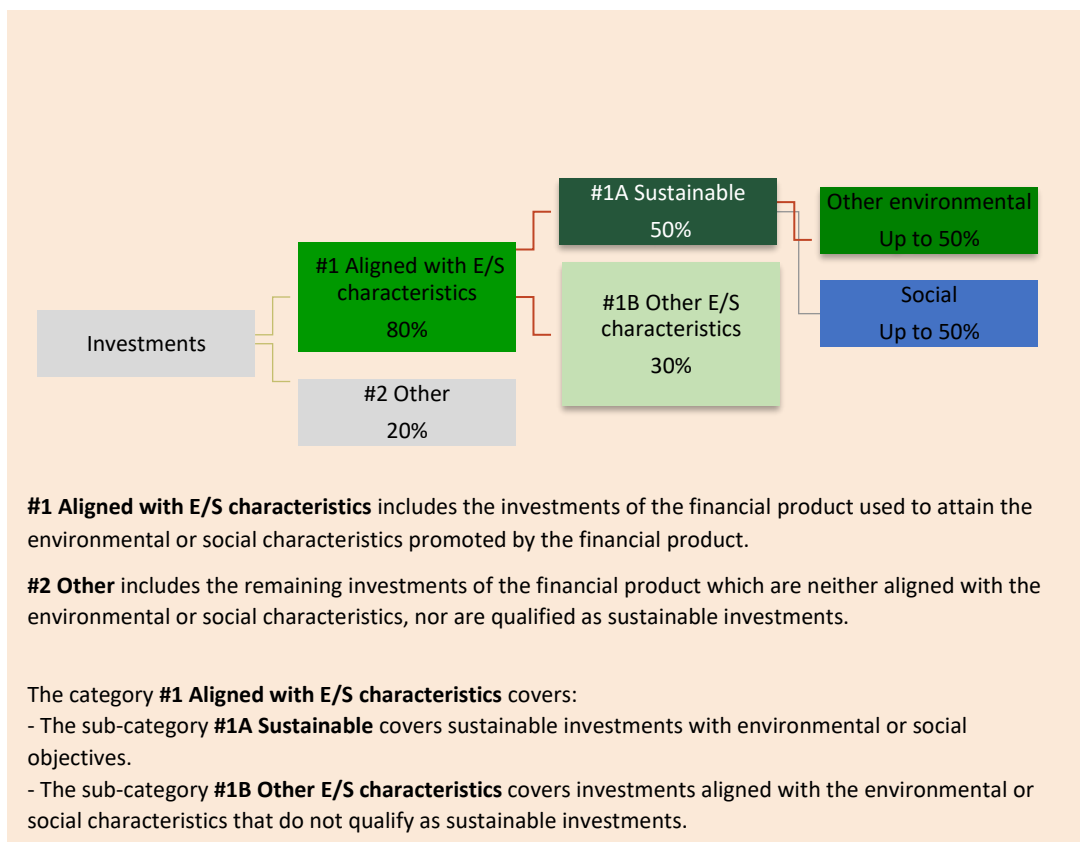 #1A Sustainable
50%
Other environmental
Up to 50%
#1 Aligned with E/S
characteristics
80%
#1B Other E/S
characteristics
30%
Social
Up to 50%
Investments
#2 Other
20%
#1 Aligned with E/S characteristics includes the investments of the financial product used to attain the
environmental or social characteristics promoted by the financial product.
#2 Other includes the remaining investments of the financial product which are neither aligned with the
environmental or social characteristics, nor are qualified as sustainable investments.
The category #1 Aligned with E/S characteristics covers:
- The sub-category #1A Sustainable covers sustainable investments with environmental or social
objectives.
- The sub-category #1B Other E/S characteristics covers investments aligned with the environmental or
social characteristics that do not qualify as sustainable investments.